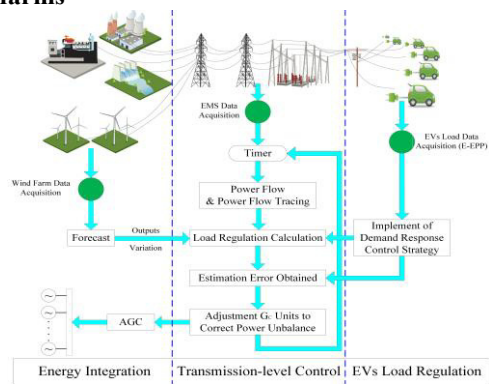 farms
EMS Data
Acquisition
EVs Load Data
Acquisition (E-EPP)
Timer
Wind Farm Data
Acquisition
Power Flow
& Power Flow Tracing
Forecast
Outputs
Variation
Load Regulation Calculation
Implement of
Demand Response
Control Strategy
Estimation Error Obtained
AGC
Adjustment G Units to
Correct Power Unbalance
Energy Integration
Transmission-level Control
EVs Load Regulation